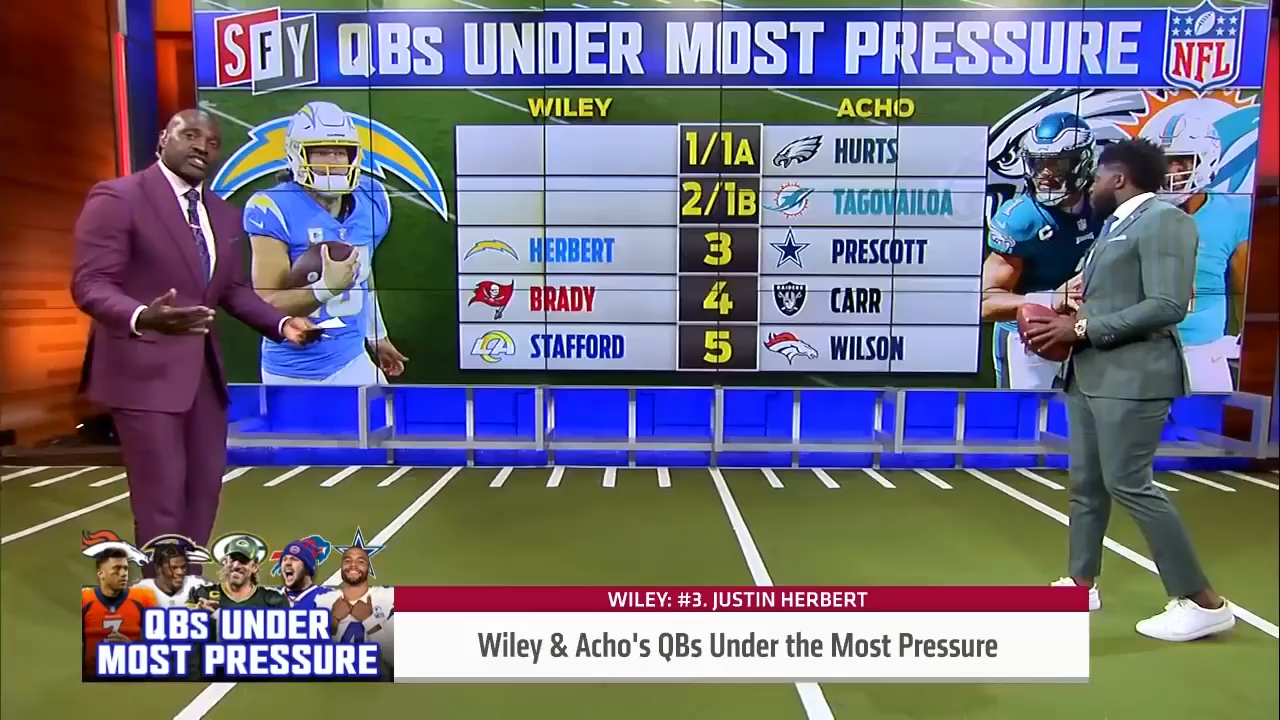 SFY QBs UNDER MOST PRESSURE NFL
WILEY ACHO
1/1A HURTS
2/1B TAGOVAILOA
HERBERT 3 PRESCOTT
BRADY 4 CARR
STAFFORD 5 WILSON
QBs UNDER
MOST PRESSURE
WILEY: #3. JUSTIN HERBERT
Wiley & Acho's QBs Under the Most Pressure